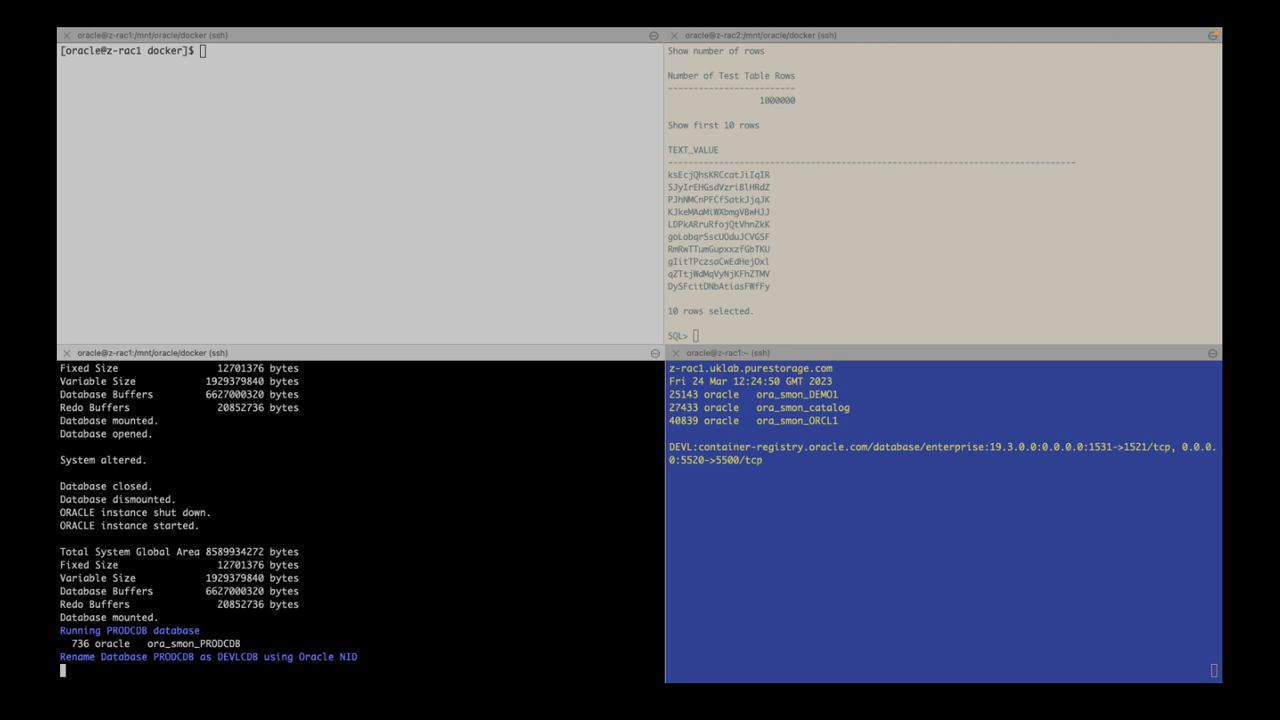 oracle@z-rac1:/mnt/oracle/docker (ssh)
[oracle@z-rac1 docker]$
oracle@z-rac2:/mnt/oracle/docker (ssh)
Show number of rows
Number of Test Table Rows
-------------------------
1000000
Show first 10 rows
TEXT_VALUE
--------------------------------------------------------------------------------
ksEcjQhsKRCcatJiIqIR
SJyIrEHGsdVzriBlHRdZ
PJhNMCnPFCfSatkJjqJK
KJkeMAaMiWXbmgVBwHJJ
LDPkARruRfojQtVhnZkK
goLobqrSscUOduJCVGSF
RmRwTTumGupxxzfGbTKU
gIitTPczsaCwEdHejOxl
qZTtjWdMqVyNjKFhZTMV
DySFcitDNbAtiasFWfFy
10 rows selected.
SQL>
oracle@z-rac1:/mnt/oracle/docker (ssh)
Fixed Size 12701376 bytes
Variable Size 1929379840 bytes
Database Buffers 6627000320 bytes
Redo Buffers 20852736 bytes
Database mounted.
Database opened.
System altered.
Database closed.
Database dismounted.
ORACLE instance shut down.
ORACLE instance started.
Total System Global Area 8589934272 bytes
Fixed Size 12701376 bytes
Variable Size 1929379840 bytes
Database Buffers 6627000320 bytes
Redo Buffers 20852736 bytes
Database mounted.
Running PRODCDB database
736 oracle ora_smon_PRODCDB
Rename Database PRODCDB as DEVLCDB using Oracle NID
oracle@z-rac1:~ (ssh)
z-rac1.uklab.purestorage.com
Fri 24 Mar 12:24:50 GMT 2023
25143 oracle ora_smon_DEMO1
27433 oracle ora_smon_catalog
40839 oracle ora_smon_ORCL1
DEVL:container-registry.oracle.com/database/enterprise:19.3.0.0:0.0.0.0:1531->1521/tcp, 0.0.0.
0:5520->5500/tcp